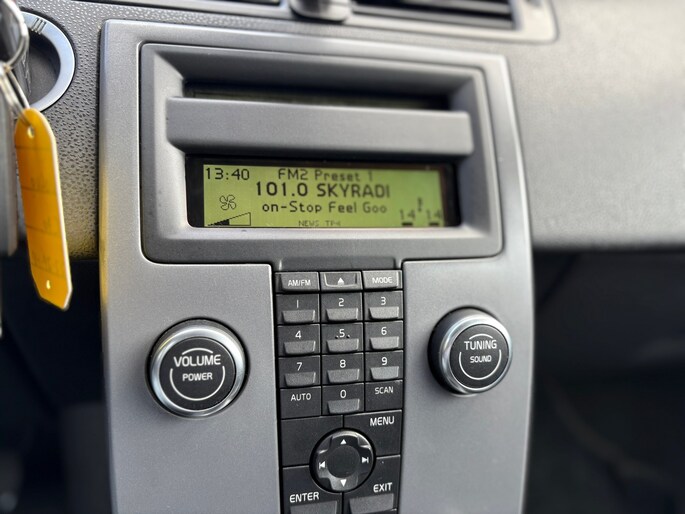 13:40 FM2 Preset 1
101.0 SKYRADI
on-Stop Feel Goo
14 14
NEWS TP4
AM/FM MODE
1 2 3
4 .5. 6
7 8 9
AUTO 0 SCAN
MENU
ENTER EXIT
VOLUME
POWER
TUNING
SOUND